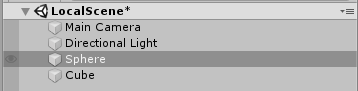 LocalScene*
Main Camera
Directional Light
Sphere
Cube